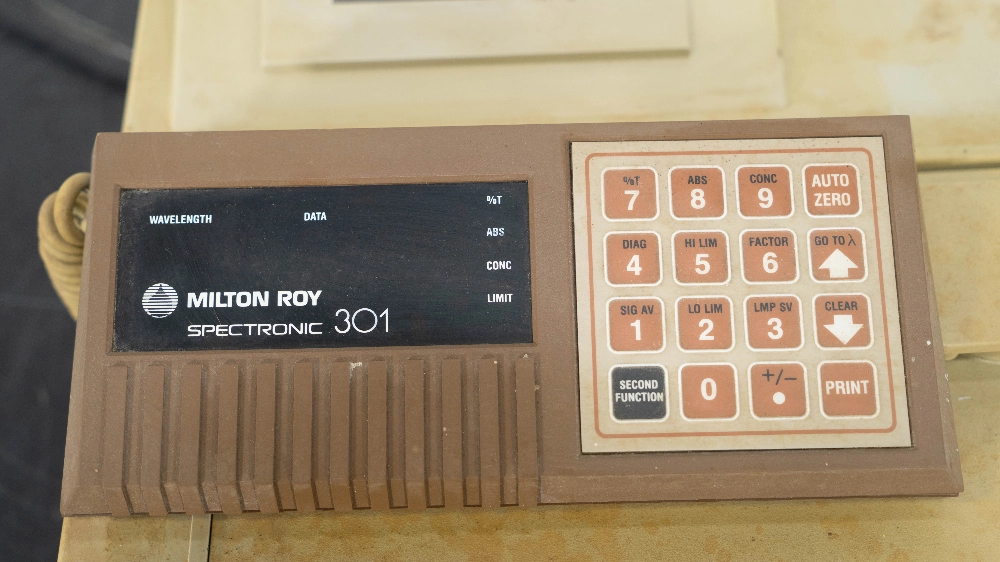 WAVELENGTH DATA %T
ABS
CONC
LIMIT
MILTON ROY
SPECTRONIC 301
%T ABS CONC AUTO
7 8 9 ZERO
DIAG HI LIM FACTOR GO TO λ
4 5 6
SIG AV LO LIM LMP SV CLEAR
1 2 3
SECOND FUNCTION 0 +/− . PRINT